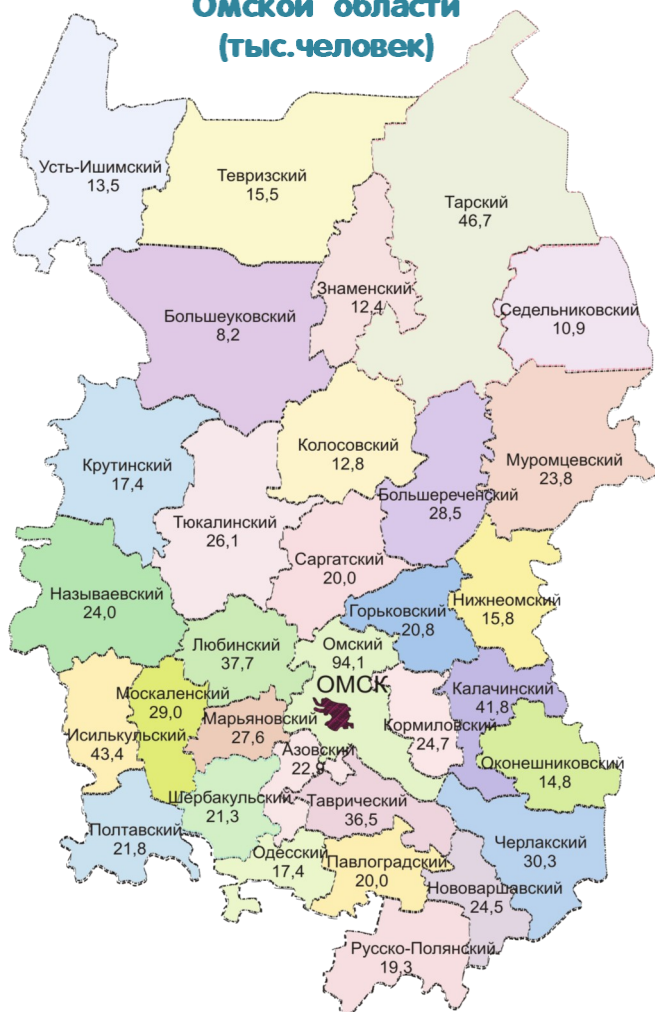 Омской области
(тыс.человек)
Усть-Ишимский
13,5
Тевризский
15,5
Тарский
46,7
Знаменский
12,4
Седельниковский
10,9
Большеуковский
8,2
Колосовский
12,8
Крутинский
17,4
Муромцевский
23,8
Большереченский
28,5
Тюкалинский
26,1
Саргатский
20,0
Называевский
24,0
Горьковский
20,8
Нижнеомский
15,8
Любинский
37,7
Омский
94,1
ОМСК
Москаленский
29,0
Калачинский
41,8
Марьяновский
27,6
Кормиловский
24,7
Исилькульский
43,4
Азовский
22,9
Оконешниковский
14,8
Шербакульский
21,3
Таврический
36,5
Полтавский
21,8
Черлакский
30,3
Одесский
17,4
Павлоградский
20,0
Нововаршавский
24,5
Русско-Полянский
19,3